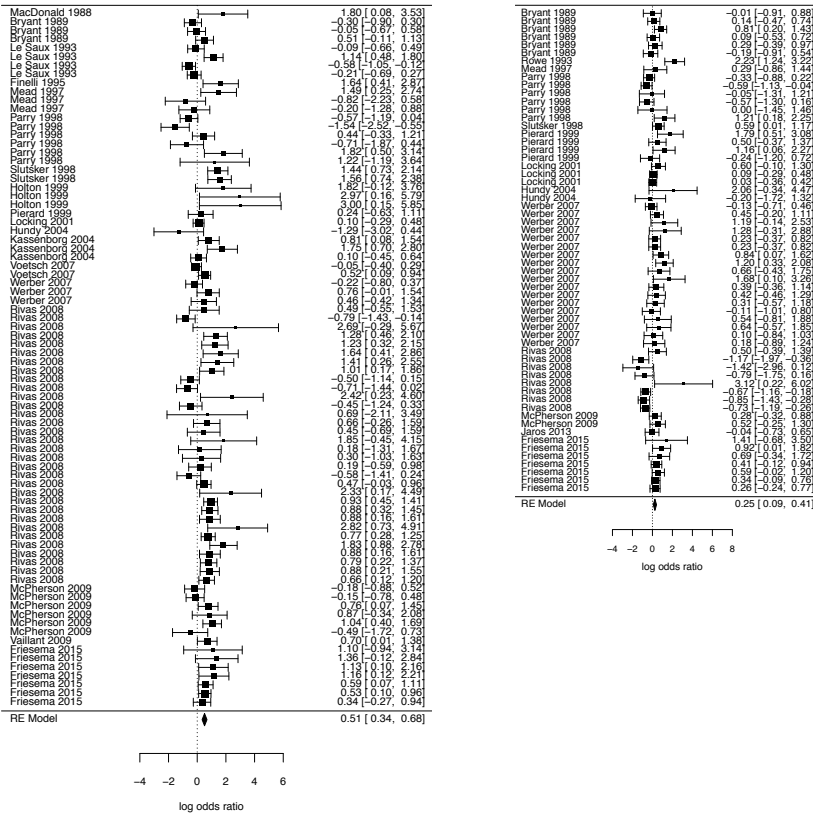 MacDonald 1988 1.80 [ 0.08, 3.53]
Bryant 1989 −0.30 [−0.90, 0.30]
Bryant 1989 −0.05 [−0.67, 0.58]
Bryant 1989 0.51 [−0.11, 1.13]
Le Saux 1993 −0.09 [−0.66, 0.49]
Le Saux 1993 1.14 [ 0.48, 1.80]
Le Saux 1993 −0.58 [−1.05, −0.12]
Le Saux 1993 −0.21 [−0.69, 0.27]
Finelli 1995 1.64 [ 0.41, 2.87]
Mead 1997 1.49 [ 0.25, 2.74]
Mead 1997 −0.82 [−2.23, 0.58]
Mead 1997 −0.20 [−1.28, 0.88]
Parry 1998 −0.57 [−1.19, 0.04]
Parry 1998 −1.54 [−2.52, −0.55]
Parry 1998 0.44 [−0.33, 1.21]
Parry 1998 −0.71 [−1.87, 0.44]
Parry 1998 1.82 [ 0.50, 3.14]
Parry 1998 1.22 [−1.19, 3.64]
Slutsker 1998 1.44 [ 0.73, 2.14]
Slutsker 1998 1.56 [ 0.74, 2.38]
Holton 1999 1.82 [−0.12, 3.76]
Holton 1999 2.97 [ 0.16, 5.79]
Holton 1999 3.00 [ 0.15, 5.85]
Pierard 1999 0.24 [−0.63, 1.11]
Locking 2001 0.10 [−0.29, 0.48]
Hundy 2004 −1.29 [−3.02, 0.44]
Kassenborg 2004 0.81 [ 0.08, 1.54]
Kassenborg 2004 1.75 [ 0.70, 2.80]
Kassenborg 2004 0.10 [−0.45, 0.64]
Voetsch 2007 −0.05 [−0.40, 0.29]
Voetsch 2007 0.52 [ 0.09, 0.94]
Werber 2007 −0.22 [−0.80, 0.37]
Werber 2007 0.76 [−0.01, 1.54]
Werber 2007 0.46 [−0.42, 1.34]
Rivas 2008 0.49 [−0.55, 1.53]
Rivas 2008 −0.79 [−1.43, −0.14]
Rivas 2008 2.69 [−0.29, 5.67]
Rivas 2008 1.28 [ 0.46, 2.10]
Rivas 2008 1.23 [ 0.32, 2.15]
Rivas 2008 1.64 [ 0.41, 2.86]
Rivas 2008 1.41 [ 0.26, 2.55]
Rivas 2008 1.01 [ 0.17, 1.86]
Rivas 2008 −0.50 [−1.14, 0.15]
Rivas 2008 −0.71 [−1.44, 0.02]
Rivas 2008 2.42 [ 0.23, 4.60]
Rivas 2008 −0.45 [−1.24, 0.33]
Rivas 2008 0.69 [−2.11, 3.49]
Rivas 2008 0.66 [−0.26, 1.59]
Rivas 2008 0.45 [−0.69, 1.59]
Rivas 2008 1.85 [−0.45, 4.15]
Rivas 2008 0.18 [−1.31, 1.67]
Rivas 2008 0.30 [−1.03, 1.63]
Rivas 2008 0.19 [−0.59, 0.98]
Rivas 2008 −0.58 [−1.41, 0.24]
Rivas 2008 0.47 [−0.03, 0.96]
Rivas 2008 2.33 [ 0.17, 4.49]
Rivas 2008 0.93 [ 0.45, 1.41]
Rivas 2008 0.88 [ 0.32, 1.45]
Rivas 2008 0.88 [ 0.16, 1.61]
Rivas 2008 2.82 [ 0.73, 4.91]
Rivas 2008 0.77 [ 0.28, 1.25]
Rivas 2008 1.83 [ 0.88, 2.78]
Rivas 2008 0.88 [ 0.16, 1.61]
Rivas 2008 0.79 [ 0.22, 1.37]
Rivas 2008 0.88 [ 0.21, 1.55]
Rivas 2008 0.66 [ 0.12, 1.20]
McPherson 2009 −0.18 [−0.88, 0.52]
McPherson 2009 −0.15 [−0.78, 0.48]
McPherson 2009 0.76 [ 0.07, 1.45]
McPherson 2009 0.87 [−0.34, 2.08]
McPherson 2009 1.04 [ 0.40, 1.69]
McPherson 2009 −0.49 [−1.72, 0.73]
Vaillant 2009 0.70 [ 0.01, 1.38]
Friesema 2015 1.10 [−0.94, 3.14]
Friesema 2015 1.36 [−0.12, 2.84]
Friesema 2015 1.13 [ 0.10, 2.16]
Friesema 2015 1.16 [ 0.12, 2.21]
Friesema 2015 0.59 [ 0.07, 1.11]
Friesema 2015 0.53 [ 0.10, 0.96]
Friesema 2015 0.34 [−0.27, 0.94]
RE Model 0.51 [ 0.34, 0.68]
−4 −2 0 2 4 6
log odds ratio
Bryant 1989 −0.01 [−0.91, 0.88]
Bryant 1989 0.14 [−0.47, 0.74]
Bryant 1989 0.81 [ 0.20, 1.43]
Bryant 1989 0.09 [−0.53, 0.72]
Bryant 1989 0.29 [−0.39, 0.97]
Bryant 1989 −0.19 [−0.91, 0.54]
Rowe 1993 2.23 [ 1.24, 3.22]
Mead 1997 0.29 [−0.86, 1.44]
Parry 1998 −0.33 [−0.88, 0.22]
Parry 1998 −0.59 [−1.13, −0.04]
Parry 1998 −0.05 [−1.31, 1.21]
Parry 1998 −0.57 [−1.30, 0.16]
Parry 1998 0.00 [−1.45, 1.46]
Parry 1998 1.21 [ 0.18, 2.25]
Slutsker 1998 0.59 [ 0.01, 1.17]
Pierard 1999 1.79 [ 0.51, 3.08]
Pierard 1999 0.50 [−0.37, 1.37]
Pierard 1999 1.16 [ 0.06, 2.27]
Pierard 1999 −0.24 [−1.20, 0.72]
Locking 2001 0.60 [−0.10, 1.30]
Locking 2001 0.09 [−0.29, 0.48]
Locking 2001 0.03 [−0.36, 0.42]
Hundy 2004 2.06 [−0.34, 4.47]
Hundy 2004 −0.20 [−1.72, 1.32]
Werber 2007 −0.13 [−0.71, 0.46]
Werber 2007 0.45 [−0.20, 1.11]
Werber 2007 1.19 [−0.14, 2.53]
Werber 2007 1.28 [−0.31, 2.88]
Werber 2007 0.23 [−0.37, 0.82]
Werber 2007 0.23 [−0.37, 0.82]
Werber 2007 0.84 [ 0.07, 1.62]
Werber 2007 1.20 [ 0.33, 2.08]
Werber 2007 0.66 [−0.43, 1.75]
Werber 2007 1.68 [ 0.10, 3.26]
Werber 2007 0.39 [−0.36, 1.14]
Werber 2007 0.42 [−0.46, 1.29]
Werber 2007 0.31 [−0.57, 1.18]
Werber 2007 −0.11 [−1.01, 0.80]
Werber 2007 0.54 [−0.81, 1.88]
Werber 2007 0.64 [−0.57, 1.85]
Werber 2007 0.10 [−0.84, 1.03]
Werber 2007 0.18 [−0.89, 1.24]
Rivas 2008 0.50 [−0.39, 1.39]
Rivas 2008 −1.17 [−1.97, −0.36]
Rivas 2008 −1.42 [−2.96, 0.12]
Rivas 2008 −0.79 [−1.75, 0.16]
Rivas 2008 3.12 [ 0.22, 6.02]
Rivas 2008 −0.67 [−1.16, −0.18]
Rivas 2008 −0.85 [−1.43, −0.28]
Rivas 2008 −0.73 [−1.19, −0.26]
McPherson 2009 0.28 [−0.32, 0.88]
McPherson 2009 0.52 [−0.25, 1.30]
Jaros 2013 −0.04 [−0.73, 0.65]
Friesema 2015 1.41 [−0.68, 3.50]
Friesema 2015 0.92 [ 0.01, 1.82]
Friesema 2015 0.69 [−0.34, 1.72]
Friesema 2015 0.41 [−0.12, 0.94]
Friesema 2015 0.59 [−0.02, 1.20]
Friesema 2015 0.34 [−0.09, 0.76]
Friesema 2015 0.26 [−0.24, 0.77]
RE Model 0.25 [ 0.09, 0.41]
−4 −2 0 2 4 6 8
log odds ratio